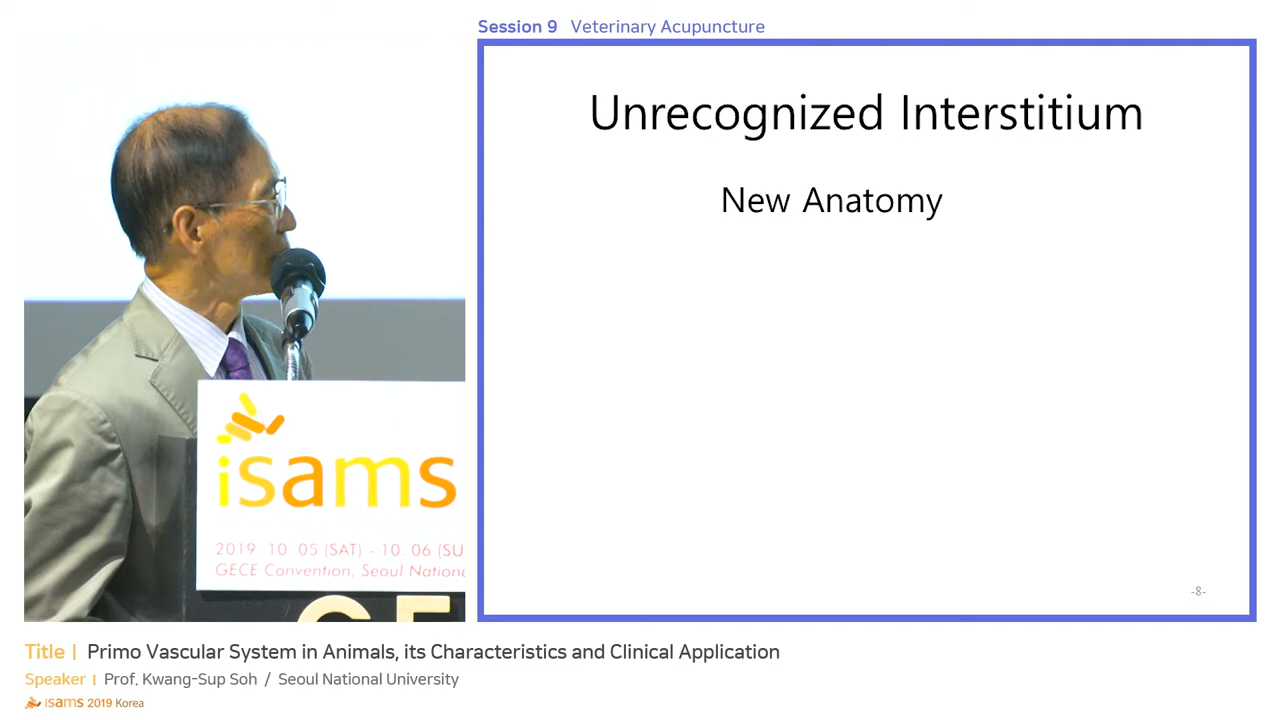 Session 9 Veterinary Acupuncture
Unrecognized Interstitium
New Anatomy
-8-
isams
2019 10. 05 (SAT) - 10. 06 (SU
GECE Convention, Seoul Nationa
Title | Primo Vascular System in Animals, its Characteristics and Clinical Application
Speaker | Prof. Kwang-Sup Soh / Seoul National University
isams 2019 Korea